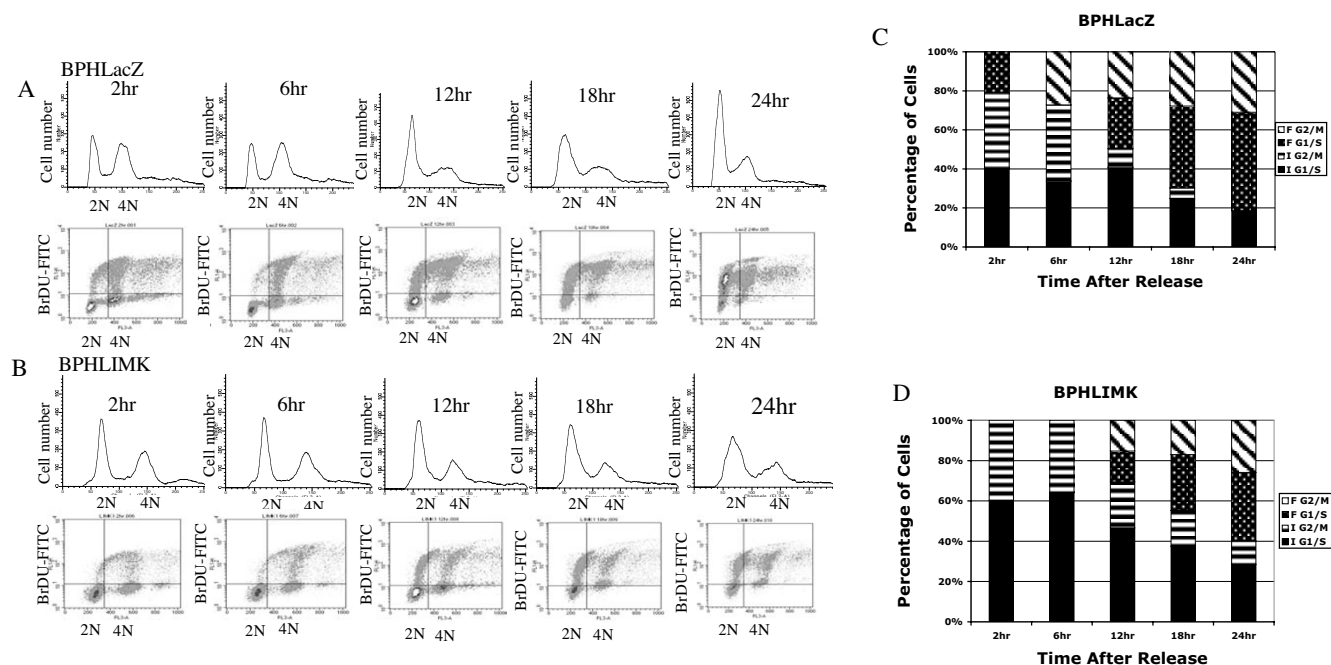 A
BPHLacZ
2hr
6hr
12hr
18hr
24hr
Cell number
Cell number
Cell number
Cell number
Cell number
2N 4N
2N 4N
2N 4N
2N 4N
2N 4N
BrDU-FITC
BrDU-FITC
BrDU-FITC
BrDU-FITC
BrDU-FITC
0 200 400 600 800 1000
FL3-A
2N 4N
2N 4N
2N 4N
2N 4N
2N 4N
B
BPHLIMK
2hr
6hr
12hr
18hr
24hr
Cell number
Cell number
Cell number
Cell number
Cell number
2N 4N
2N 4N
2N 4N
2N 4N
2N 4N
BrDU-FITC
BrDU-FITC
BrDU-FITC
BrDU-FITC
BrDU-FITC
2N 4N
2N 4N
2N 4N
2N 4N
2N 4N
C
BPHLacZ
Percentage of Cells
100%
80%
60%
40%
20%
0%
2hr 6hr 12hr 18hr 24hr
Time After Release
F G2/M
F G1/S
I G2/M
I G1/S
D
BPHLIMK
Percentage of Cells
100%
80%
60%
40%
20%
0%
2hr 6hr 12hr 18hr 24hr
Time After Release
F G2/M
F G1/S
I G2/M
I G1/S